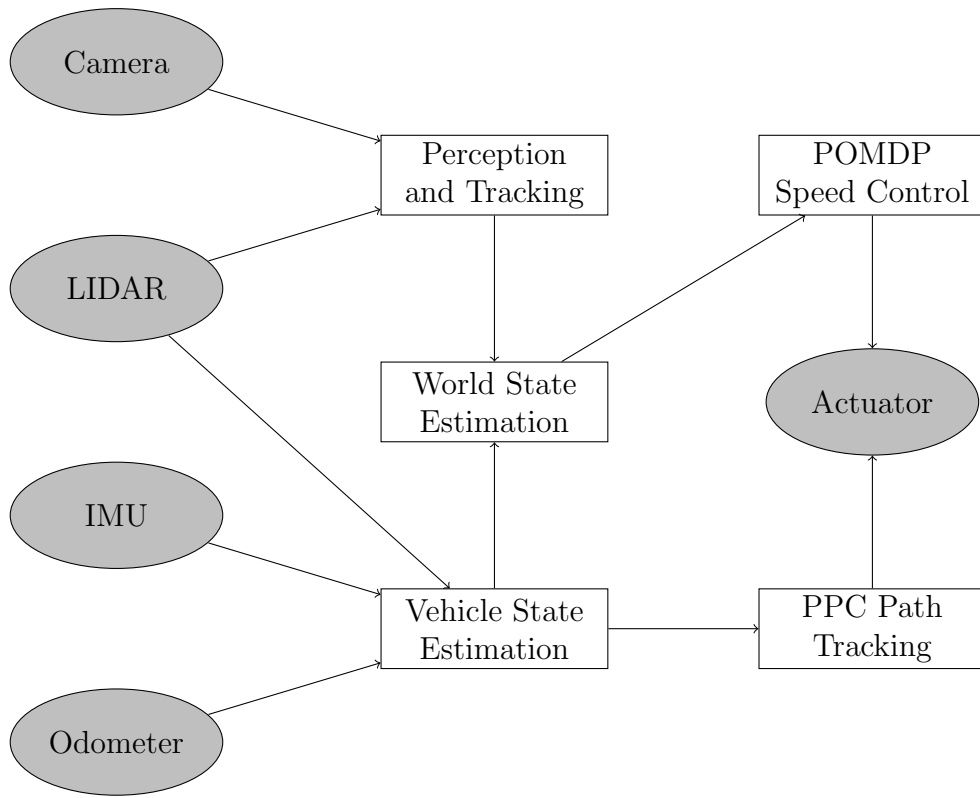 Camera
Perception
and Tracking
POMDP
Speed Control
LIDAR
World State
Estimation
Actuator
IMU
Vehicle State
Estimation
PPC Path
Tracking
Odometer